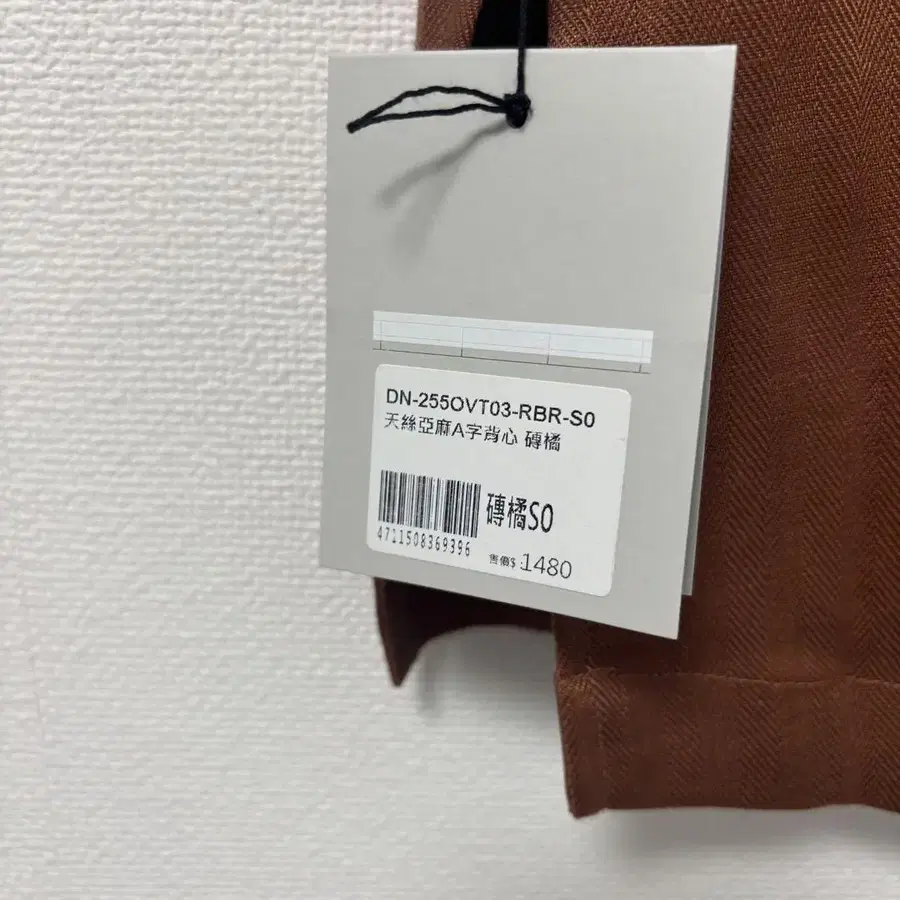 DN-255OVT03-RBR-S0
天絲亞麻A字背心 磚橘
磚橘S0
4711508369396
售價$:1480